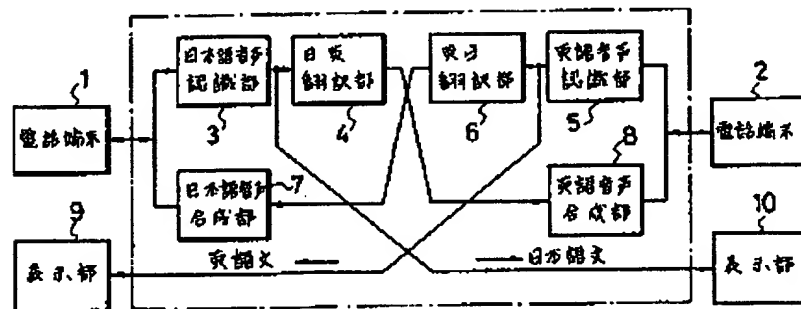 1
電話端末
日本語音声
認識部
3
日英
翻訳部
4
英日
翻訳部
6
英語音声
認識部
5
2
電話端末
日本語音声
合成部
7
英語音声
合成部
8
9
表示部
英語文
日本語文
10
表示部